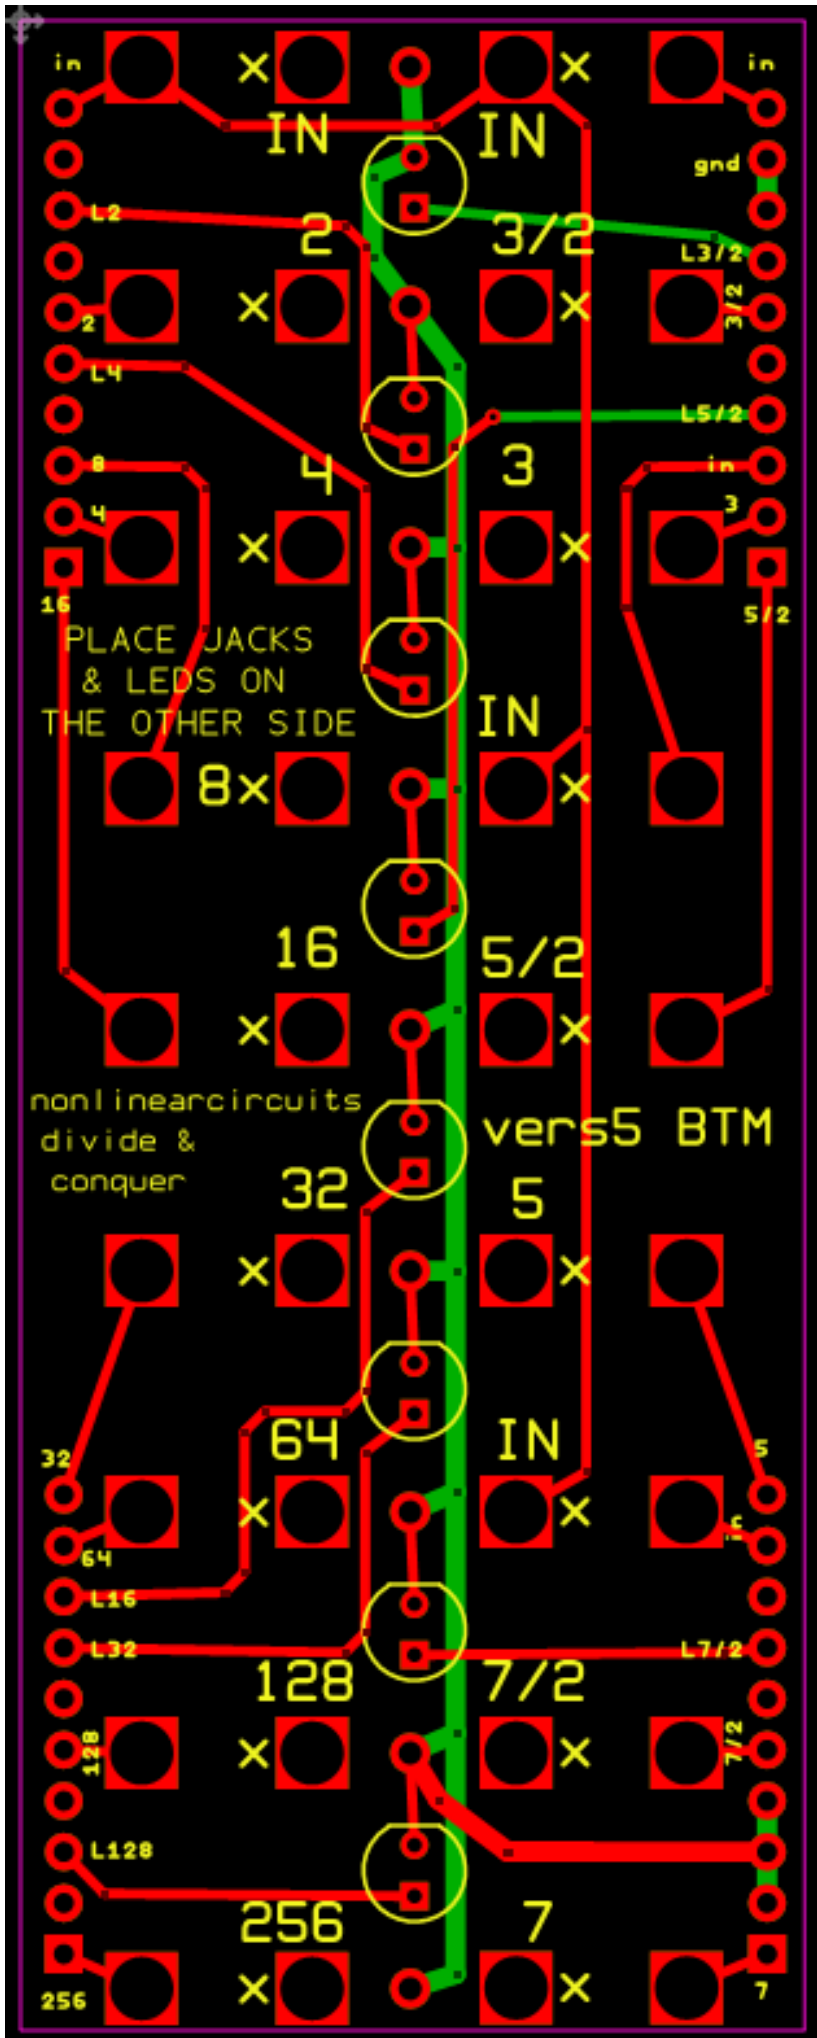 in in
IN IN
gnd
L2 2 3/2
L3/2
2 3/2
L4
L5/2
8 4 3 in
4 3
16 5/2
PLACE JACKS
& LEDS ON
THE OTHER SIDE
IN
8
16 5/2
nonlinearcircuits
divide &
conquer
vers5 BTM
32 5
64 IN
32 5
64 in
L16
L32 L7/2
128 7/2
128 7/2
L128
256 7
256 7